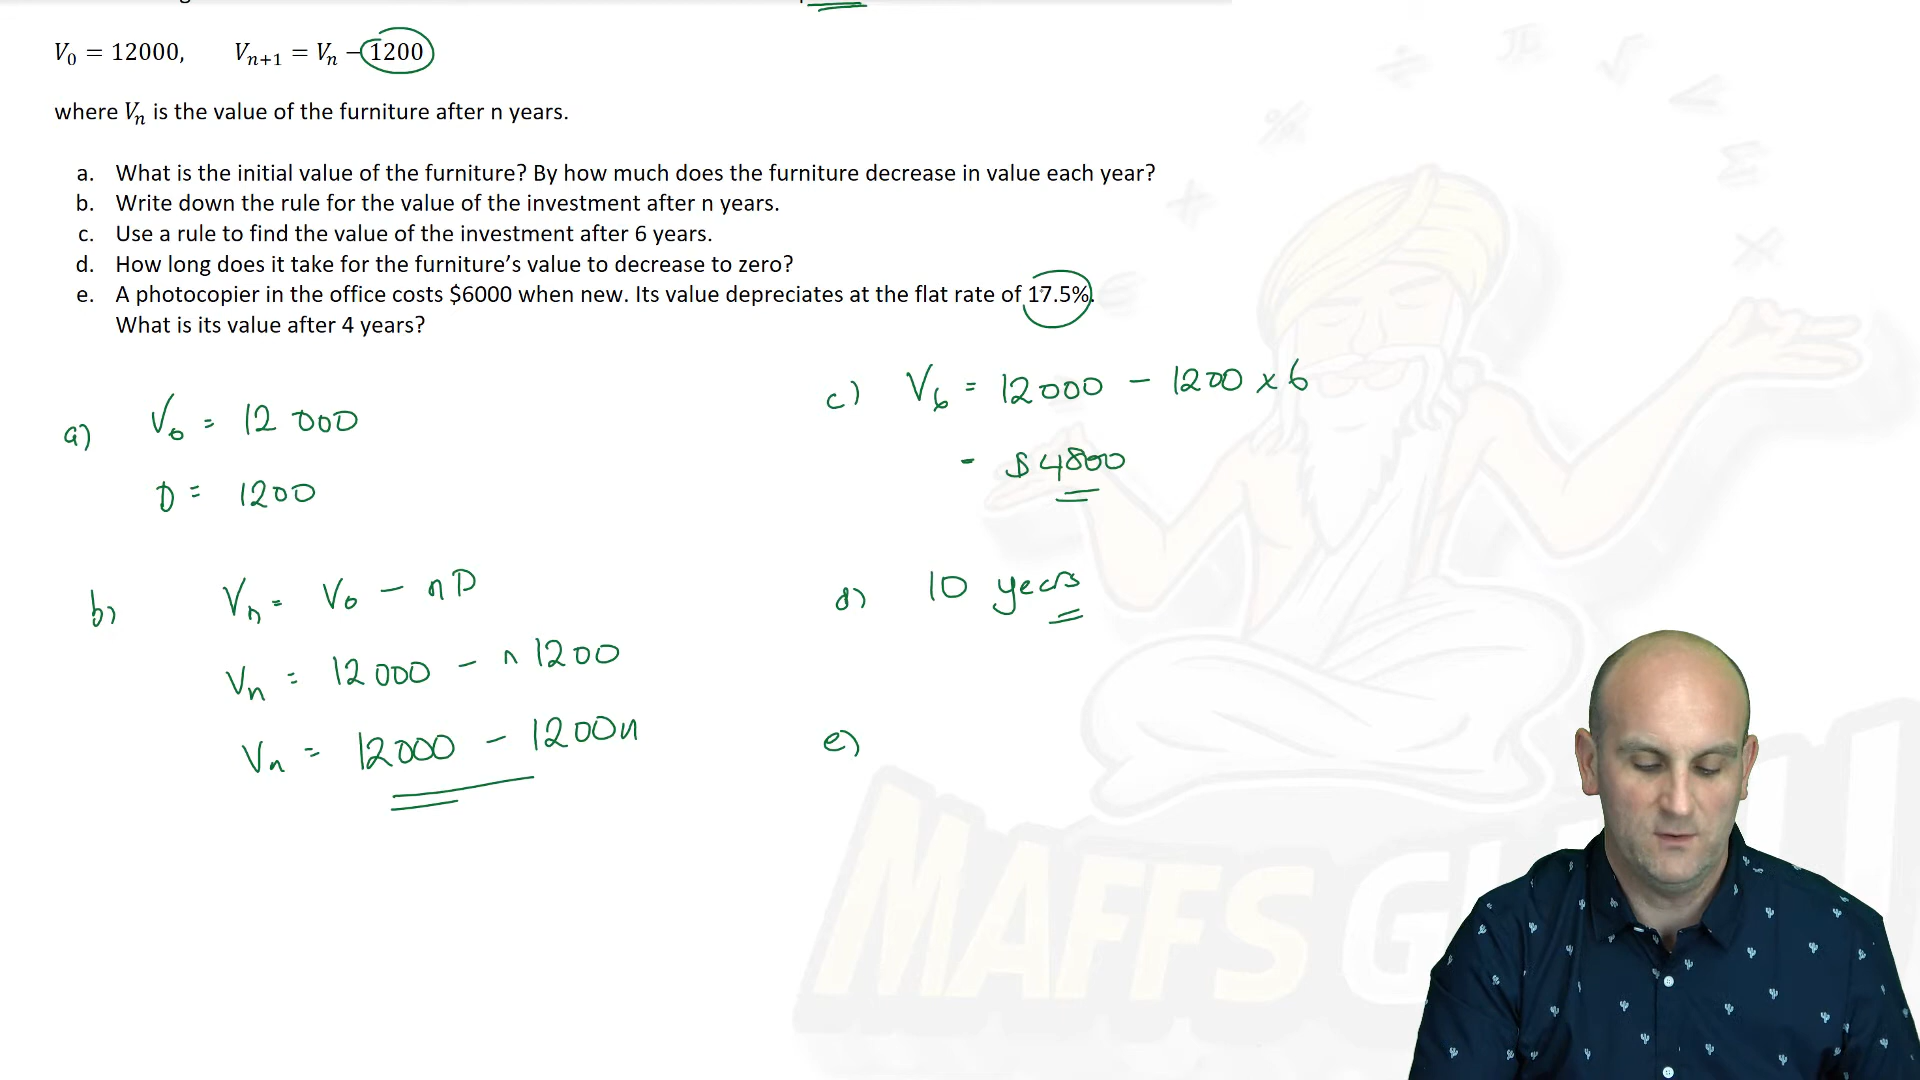 V₀ = 12000, Vₙ₊₁ = Vₙ − 1200
where Vₙ is the value of the furniture after n years.
a. What is the initial value of the furniture? By how much does the furniture decrease in value each year?
b. Write down the rule for the value of the investment after n years.
c. Use a rule to find the value of the investment after 6 years.
d. How long does it take for the furniture’s value to decrease to zero?
e. A photocopier in the office costs $6000 when new. Its value depreciates at the flat rate of 17.5%.
What is its value after 4 years?
a) V₀ = 12 000
D = 1200
b) Vₙ = V₀ − nD
Vₙ = 12 000 − n 1200
Vₙ = 12000 − 1200n
c) V₆ = 12000 − 1200 × 6
= $4800
d) 10 years
e)
MAFFS G